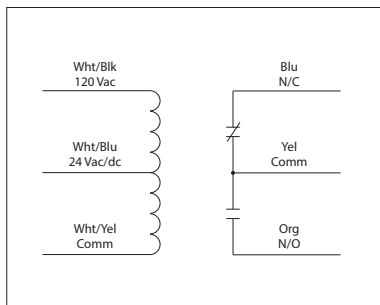 Wht/Blk
120 Vac
Wht/Blu
24 Vac/dc
Wht/Yel
Comm
Blu
N/C
Yel
Comm
Org
N/O